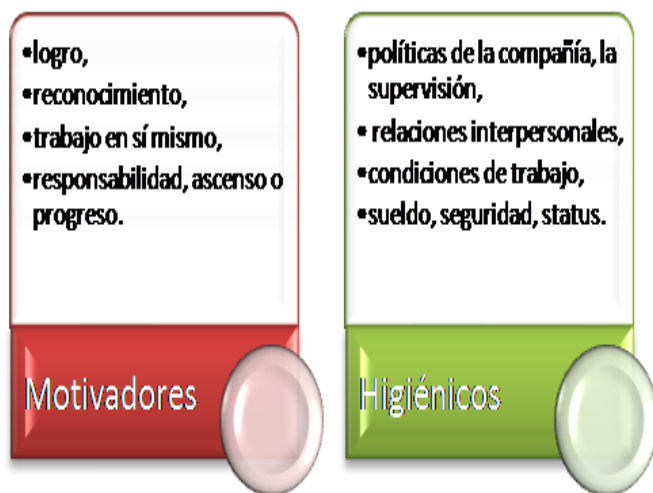 •logro,
•reconocimiento,
•trabajo en sí mismo,
•responsabilidad, ascenso o
progreso.
Motivadores
•políticas de la compañía, la
supervisión,
• relaciones interpersonales,
•condiciones de trabajo,
•sueldo, seguridad, status.
Higiénicos